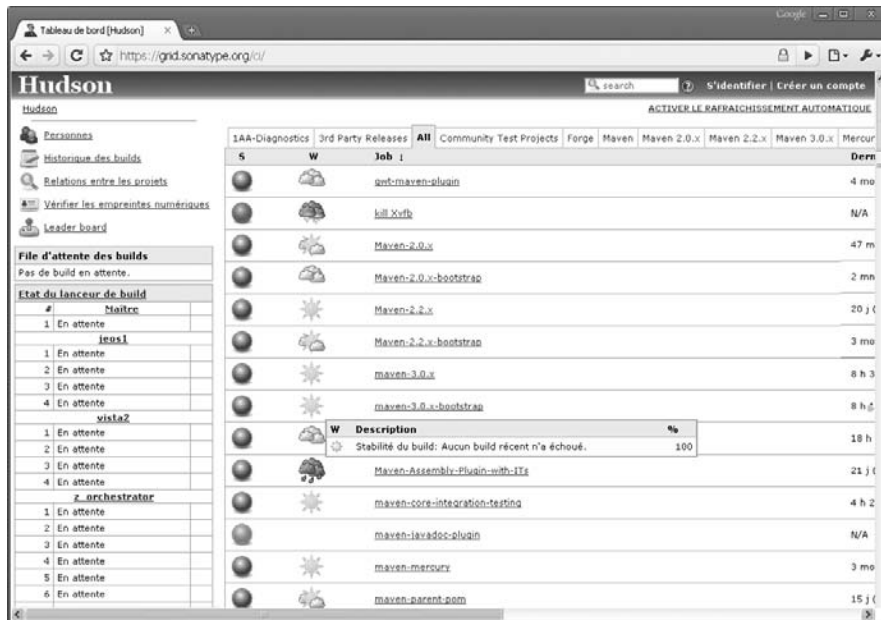 Google
Tableau de bord [Hudson]
https://grid.sonatype.org/ci/
Hudson
search
S'identifier | Créer un compte
Hudson
ACTIVER LE RAFRAICHISSEMENT AUTOMATIQUE
Personnes
Historique des builds
Relations entre les projets
Vérifier les empreintes numériques
Leader board
File d'attente des builds
Pas de build en attente.
Etat du lanceur de build
# Maître
1 En attente
jeos1
1 En attente
2 En attente
3 En attente
4 En attente
vista2
1 En attente
2 En attente
3 En attente
4 En attente
z_orchestrator
1 En attente
2 En attente
3 En attente
4 En attente
5 En attente
6 En attente
1AA-Diagnostics 3rd Party Releases All Community Test Projects Forge Maven Maven 2.0.x Maven 2.2.x Maven 3.0.x Mercur
S W Job ↓ Dern
gwt-maven-plugin 4 mo
kill Xvfb N/A
Maven-2.0.x 47 m
Maven-2.0.x-bootstrap 2 mn
Maven-2.2.x 20 j (
Maven-2.2.x-bootstrap 3 mo
maven-3.0.x 8 h 3
maven-3.0.x-bootstrap 8 h
W Description %
Stabilité du build: Aucun build récent n'a échoué. 100
18 h
Maven-Assembly-Plugin-with-ITs 21 j (
maven-core-integration-testing 4 h 2
maven-javadoc-plugin N/A
maven-mercury 3 mo
maven-parent-pom 15 j (